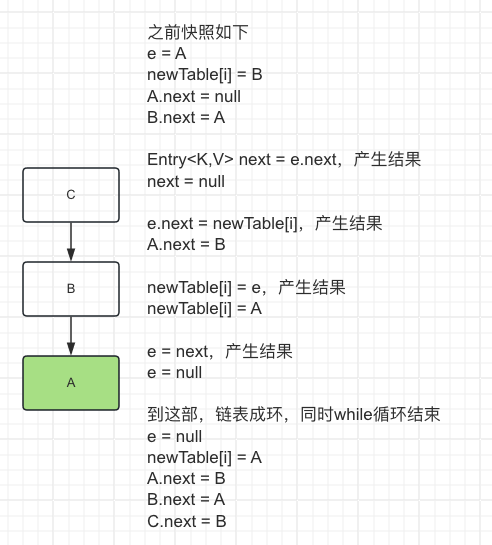 之前快照如下
e = A
newTable[i] = B
A.next = null
B.next = A
Entry<K,V> next = e.next，产生结果
next = null
e.next = newTable[i]，产生结果
A.next = B
newTable[i] = e，产生结果
newTable[i] = A
e = next，产生结果
e = null
到这部，链表成环，同时while循环结束
e = null
newTable[i] = A
A.next = B
B.next = A
C.next = B
C
B
A